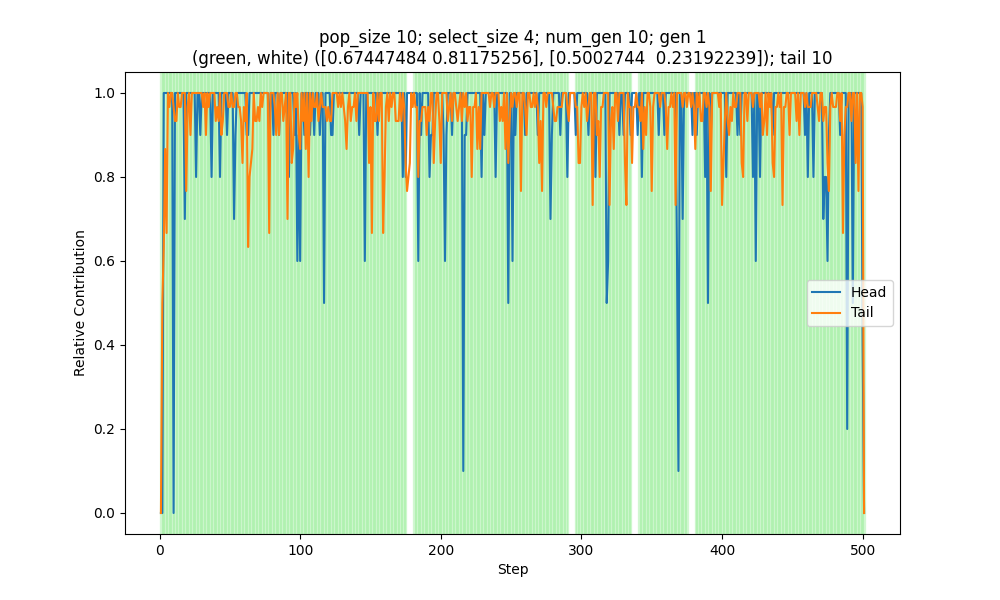 pop_size 10; select_size 4; num_gen 10; gen 1
(green, white) ([0.67447484 0.81175256], [0.5002744  0.23192239]); tail 10
1.0
0.8
0.6
0.4
0.2
0.0
Relative Contribution
Head
Tail
0 100 200 300 400 500
Step